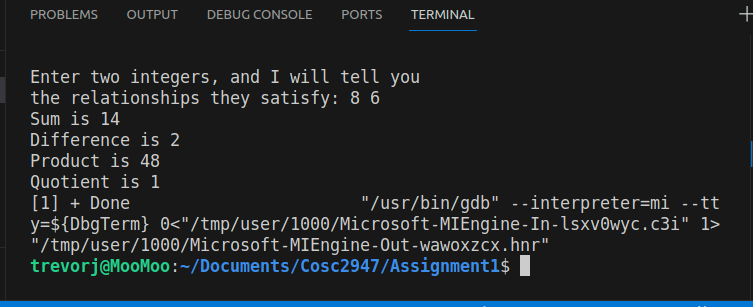 PROBLEMS OUTPUT DEBUG CONSOLE PORTS TERMINAL
Enter two integers, and I will tell you
the relationships they satisfy: 8 6
Sum is 14
Difference is 2
Product is 48
Quotient is 1
[1] + Done                       "/usr/bin/gdb" --interpreter=mi --tt
y=${DbgTerm} 0<"/tmp/user/1000/Microsoft-MIEngine-In-lsxv0wyc.c3i" 1>
"/tmp/user/1000/Microsoft-MIEngine-Out-wawoxzcx.hnr"
trevorj@MooMoo:~/Documents/Cosc2947/Assignment1$